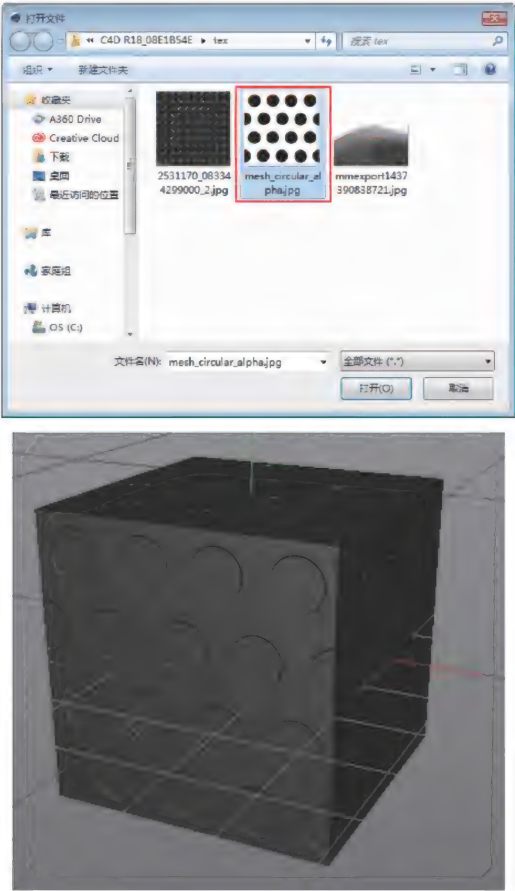 打开文件
« C4D R18_08E1B54E ▸ tex
搜索 tex
组织 新建文件夹
收藏夹
A360 Drive
Creative Cloud
下载
桌面
最近访问的位置
库
家庭组
计算机
OS (C:)
2531170_08334
4299000_2.jpg
mesh_circular_al
pha.jpg
mmexport1437
390838721.jpg
文件名(N): mesh_circular_alpha.jpg
全部文件 (*.*)
打开(O) 取消